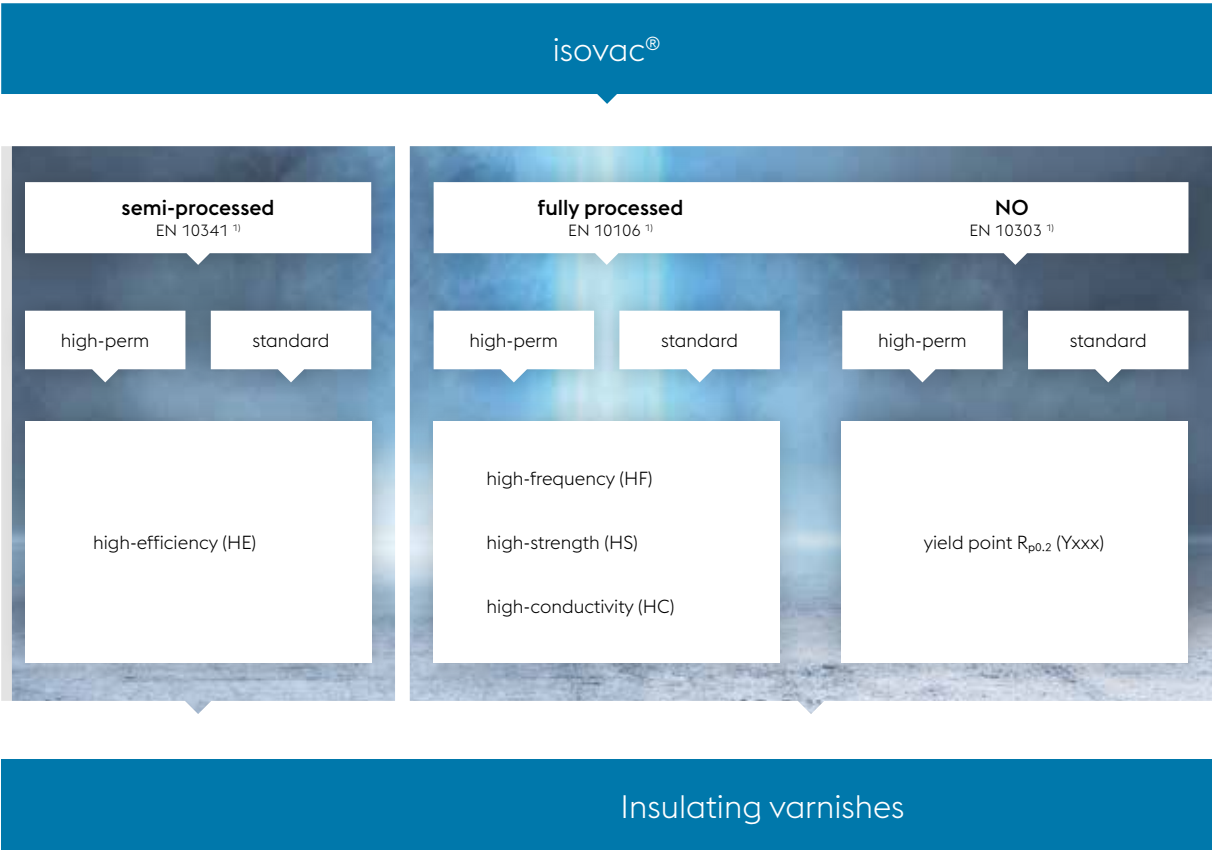 isovac®
semi-processed
EN 10341 ¹⁾
fully processed
EN 10106 ¹⁾
NO
EN 10303 ¹⁾
high-perm
standard
high-perm
standard
high-perm
standard
high-efficiency (HE)
high-frequency (HF)
high-strength (HS)
high-conductivity (HC)
yield point Rp0.2 (Yxxx)
Insulating varnishes